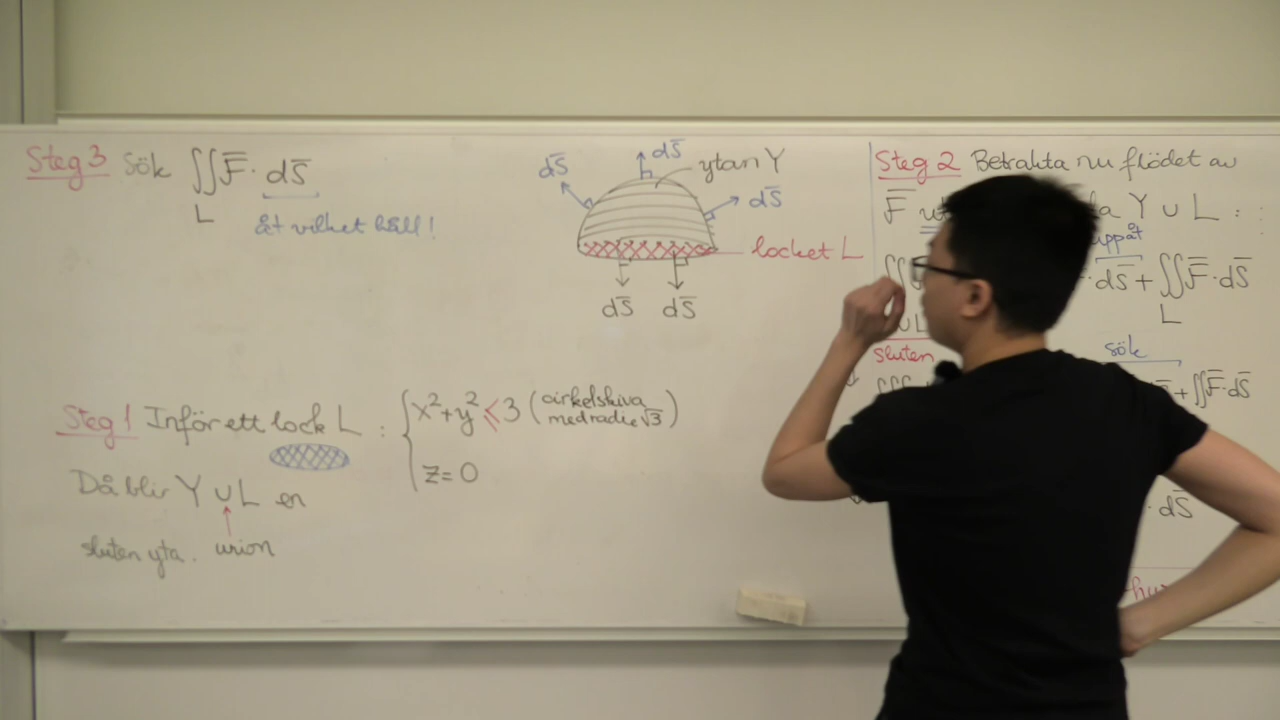 Steg 3 Sök ∬F̅·dS̅
L
åt vilket håll!
dS̅
dS̅
ytan Y
dS̅
locket L
dS̅ dS̅
Steg 1 Inför ett lock L : { x²+y² ≤ 3 (cirkelskiva
med radie √3)
z=0
Då blir Y ∪ L en
sluten yta. union
Steg 2 Betrakta nu flödet av
F̅ Y ∪ L :
uppåt
∬ ·dS̅ + ∬F̅·dS̅
∪L L
sluten sök
∭ + ∬F̅·dS̅
· dS̅